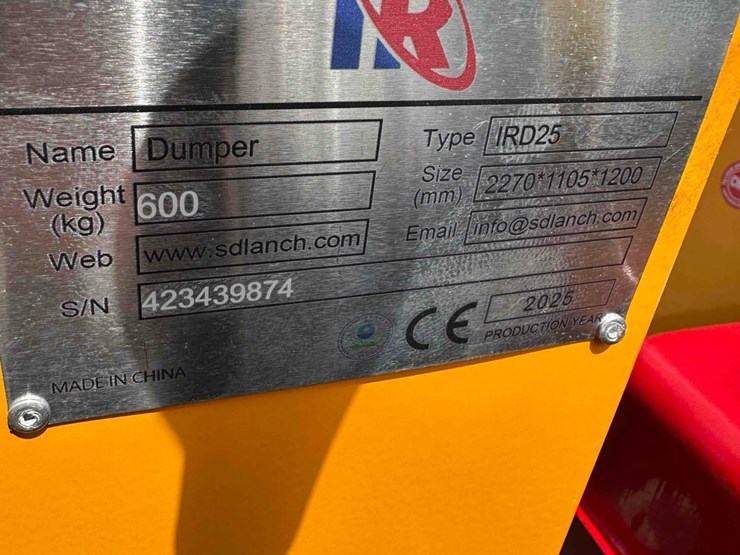 IR
Name Dumper Type IRD25
Weight (kg) 600 Size (mm) 2270*1105*1200
Web www.sdlanch.com Email info@sdlanch.com
S/N 423439874
CE 2025
PRODUCTION YEAR
MADE IN CHINA